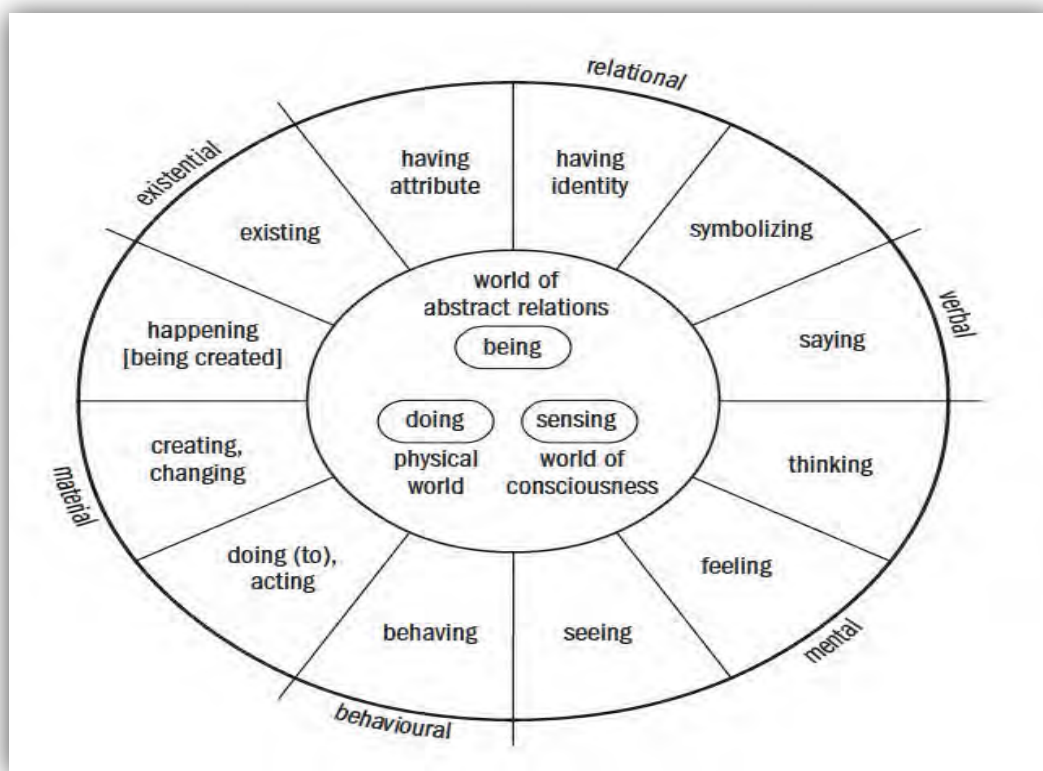 relational
existential
having
attribute
having
identity
existing
symbolizing
verbal
world of
abstract relations
being
happening
[being created]
saying
doing
sensing
physical
world
world of
consciousness
creating,
changing
thinking
material
doing (to),
acting
feeling
behaving
seeing
mental
behavioural